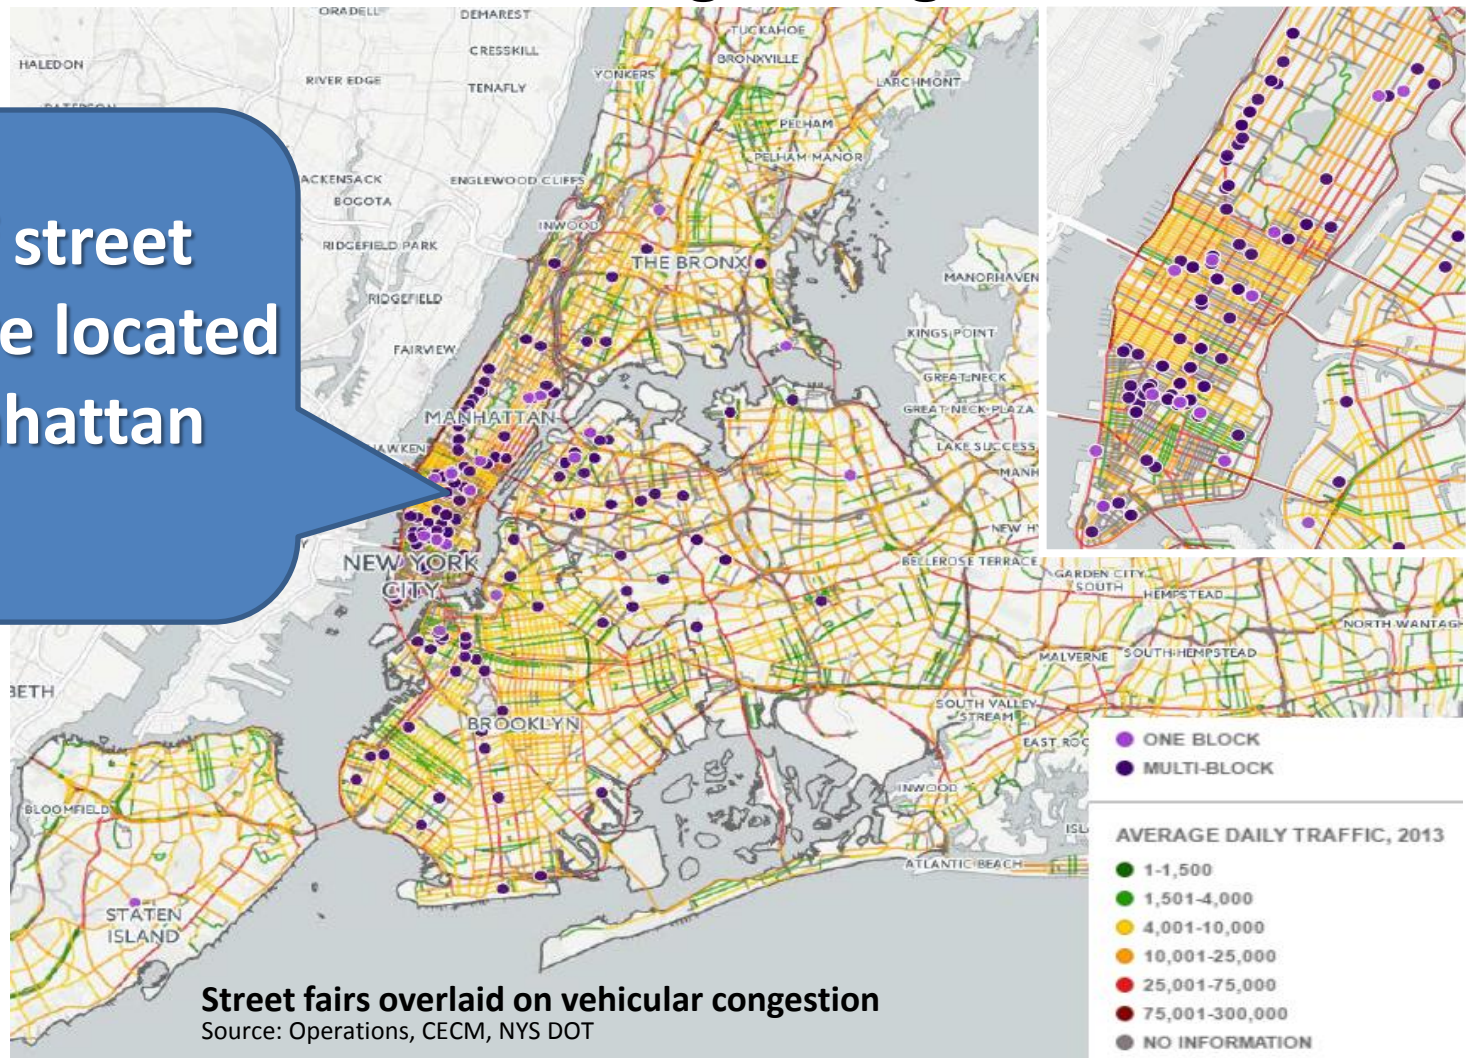 ORADELL
DEMAREST
TUCKAHOE
CRESSKILL
BRONXVILLE
HALEDON
YONKERS
RIVER EDGE
TENAFLY
LARCHMONT
PELHAM
PELHAM MANOR
ACKENSACK
ENGLEWOOD CLIFFS
BOGOTA
INWOOD
RIDGEFIELD PARK
THE BRONX
MANORHAVEN
RIDGEFIELD
KINGS POINT
FAIRVIEW
GREAT NECK
GREAT NECK PLAZA
MANHATTAN
AWKEN
LAKE SUCCESS
MANH
street
e located
hattan
NEW H
NEW YORK
CITY
BELLEROSE TERRACE
GARDEN CITY
SOUTH
HEMPSTEAD
NORTH WANTAGH
MALVERNE
SOUTH HEMPSTEAD
BETH
SOUTH VALLEY
STREAM
BROOKLYN
EAST ROC
INWOOD
BLOOMFIELD
ISL
ATLANTIC BEACH
STATEN
ISLAND
ONE BLOCK
MULTI-BLOCK
AVERAGE DAILY TRAFFIC, 2013
1-1,500
1,501-4,000
4,001-10,000
10,001-25,000
25,001-75,000
75,001-300,000
NO INFORMATION
Street fairs overlaid on vehicular congestion
Source: Operations, CECM, NYS DOT